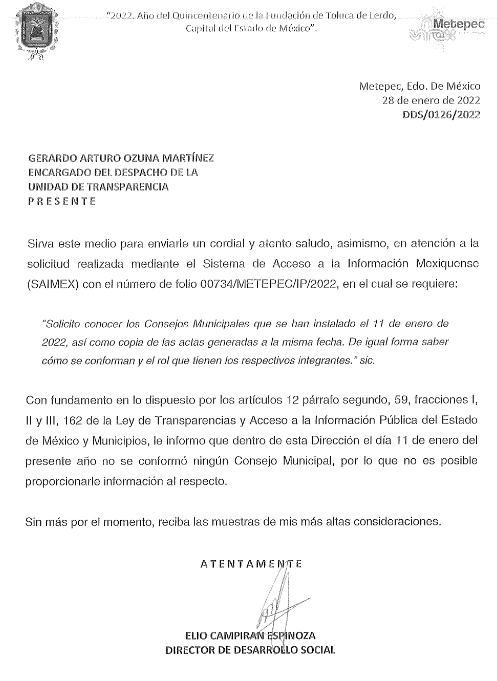 "2022. Año del Quincentenario de la Fundación de Toluca de Lerdo,
Capital del Estado de México".
Metepec
Metepec, Edo. De México
28 de enero de 2022
DDS/0126/2022
GERARDO ARTURO OZUNA MARTÍNEZ
ENCARGADO DEL DESPACHO DE LA
UNIDAD DE TRANSPARENCIA
P R E S E N T E
Sirva este medio para enviarle un cordial y atento saludo, asimismo, en atención a la
solicitud realizada mediante el Sistema de Acceso a la Información Mexiquense
(SAIMEX) con el número de folio 00734/METEPEC/IP/2022, en el cual se requiere:
"Solicito conocer los Consejos Municipales que se han instalado el 11 de enero de
2022, así como copia de las actas generadas a la misma fecha. De igual forma saber
cómo se conforman y el rol que tienen los respectivos integrantes." sic.
Con fundamento en lo dispuesto por los artículos 12 párrafo segundo, 59, fracciones I,
II y III, 162 de la Ley de Transparencias y Acceso a la Información Pública del Estado
de México y Municipios, le informo que dentro de esta Dirección el día 11 de enero del
presente año no se conformó ningún Consejo Municipal, por lo que no es posible
proporcionarle información al respecto.
Sin más por el momento, reciba las muestras de mis más altas consideraciones.
A T E N T A M E N T E
ELIO CAMPIRAN ESPINOZA
DIRECTOR DE DESARROLLO SOCIAL